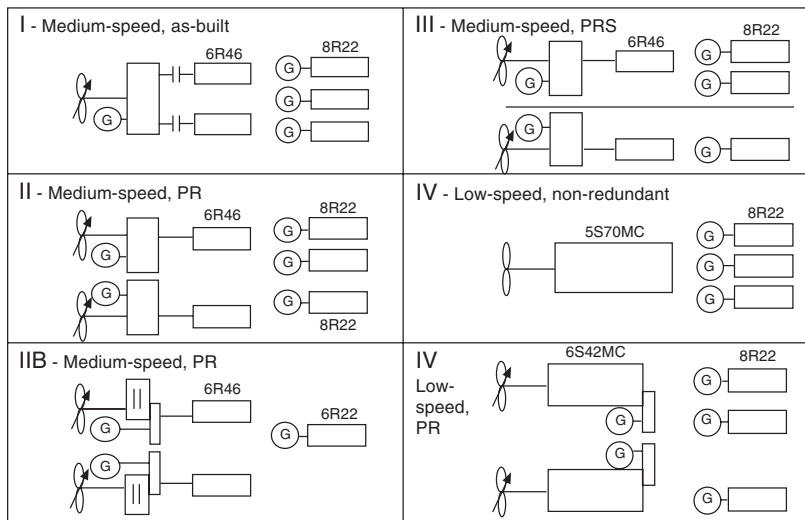 I - Medium-speed, as-built
6R46
8R22
G
G
G
G
III - Medium-speed, PRS
6R46
8R22
G
G
G
G
G
II - Medium-speed, PR
6R46
8R22
G
G
G
G
G
8R22
IV - Low-speed, non-redundant
5S70MC
8R22
G
G
G
IIB - Medium-speed, PR
6R46
6R22
G
G
G
IV
Low-
speed,
PR
6S42MC
8R22
G
G
G
G
G